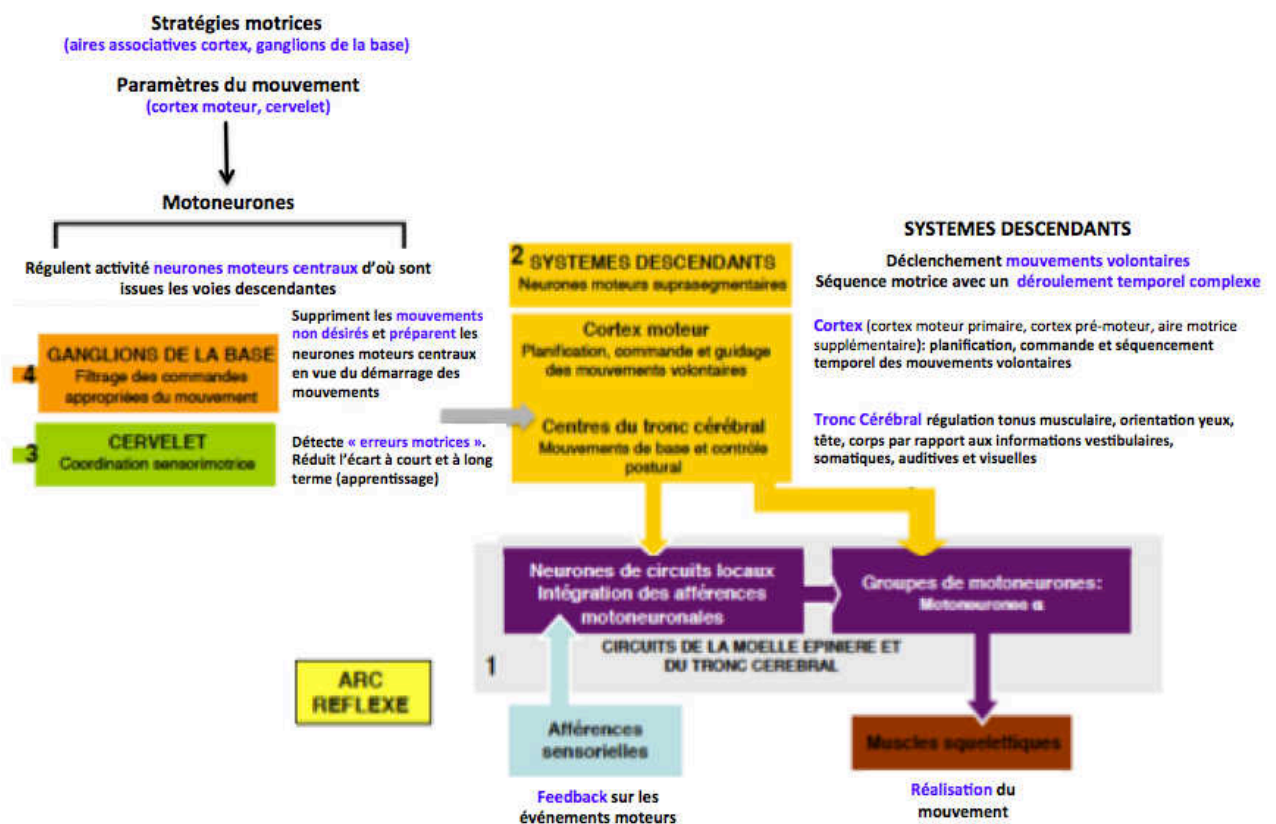 Stratégies motrices
(aires associatives cortex, ganglions de la base)
Paramètres du mouvement
(cortex moteur, cervelet)
Motoneurones
Régulent activité neurones moteurs centraux d'où sont
issues les voies descendantes
4
GANGLIONS DE LA BASE
Filtrage des commandes
appropriées du mouvement
Suppriment les mouvements
non désirés et préparent les
neurones moteurs centraux
en vue du démarrage des
mouvements
3
CERVELET
Coordination sensorimotrice
Détecte « erreurs motrices ».
Réduit l'écart à court et à long
terme (apprentissage)
2 SYSTEMES DESCENDANTS
Neurones moteurs suprasegmentaires
Cortex moteur
Planification, commande et guidage
des mouvements volontaires
Centres du tronc cérébral
Mouvements de base et contrôle
postural
SYSTEMES DESCENDANTS
Déclenchement mouvements volontaires
Séquence motrice avec un déroulement temporel complexe
Cortex (cortex moteur primaire, cortex pré-moteur, aire motrice
supplémentaire): planification, commande et séquencement
temporel des mouvements volontaires
Tronc Cérébral régulation tonus musculaire, orientation yeux,
tête, corps par rapport aux informations vestibulaires,
somatiques, auditives et visuelles
Neurones de circuits locaux
Intégration des afférences
motoneuronales
Groupes de motoneurones:
Motoneurones α
1
CIRCUITS DE LA MOELLE EPINIERE ET
DU TRONC CEREBRAL
ARC
REFLEXE
Afférences
sensorielles
Muscles squelettiques
Feedback sur les
événements moteurs
Réalisation du
mouvement